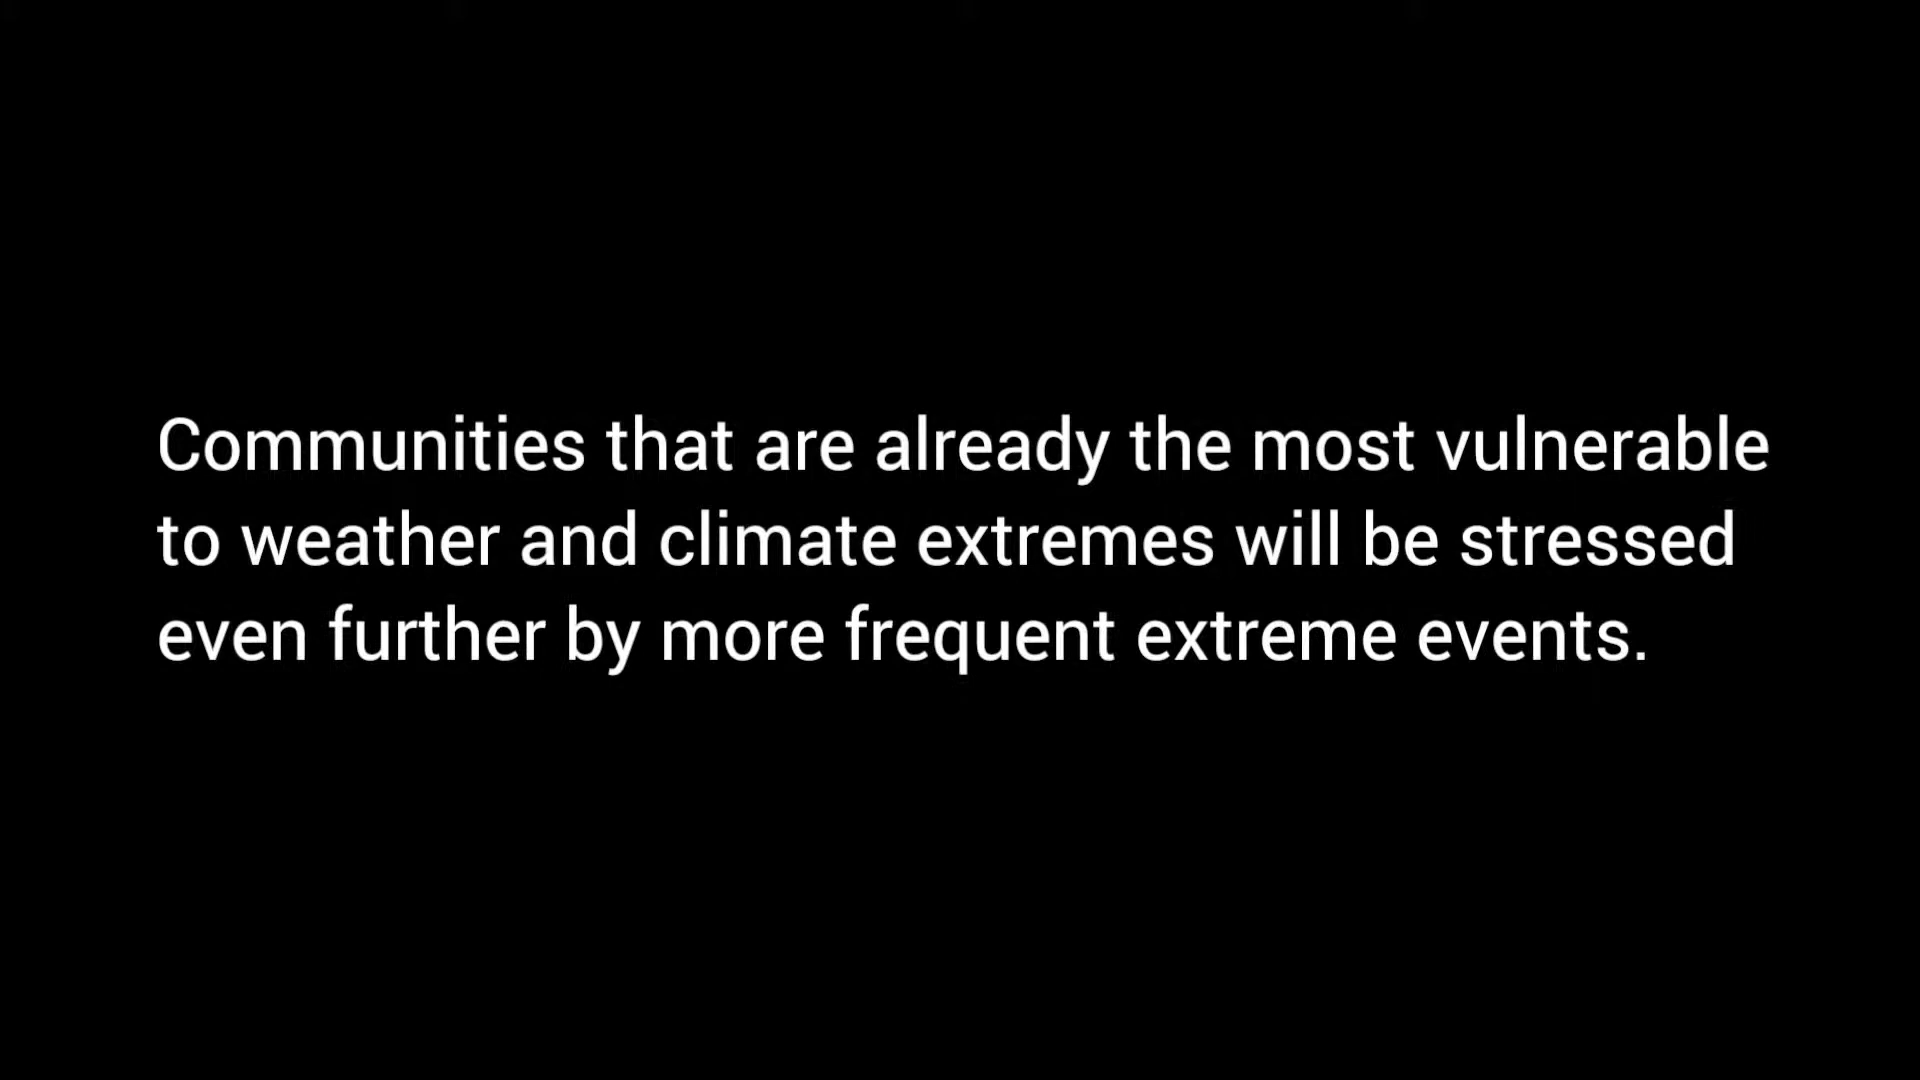 Communities that are already the most vulnerable
to weather and climate extremes will be stressed
even further by more frequent extreme events.